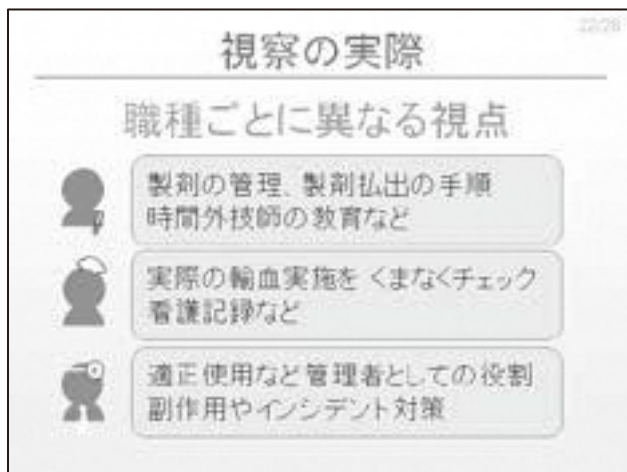 22/28
視察の実際
職種ごとに異なる視点
製剤の管理、製剤払出の手順
時間外技師の教育など
実際の輸血実施を くまなくチェック
看護記録など
適正使用など管理者としての役割
副作用やインシデント対策